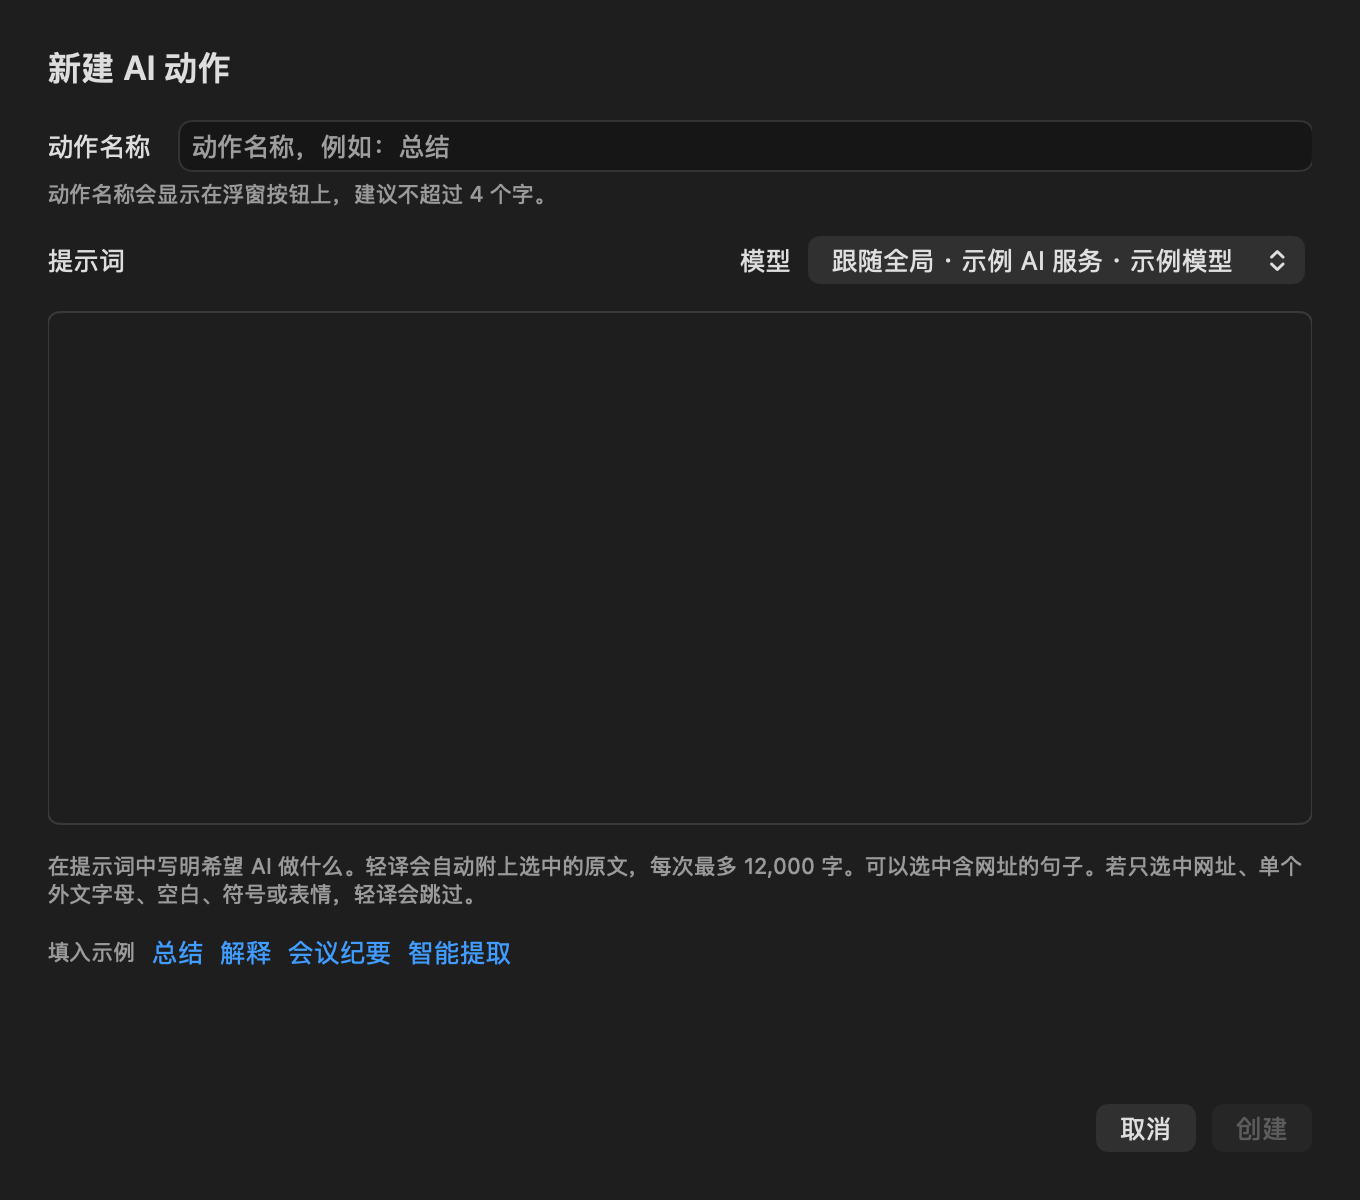 新建 AI 动作
动作名称
动作名称，例如：总结
动作名称会显示在浮窗按钮上，建议不超过 4 个字。
提示词
模型
跟随全局 · 示例 AI 服务 · 示例模型
在提示词中写明希望 AI 做什么。轻译会自动附上选中的原文，每次最多 12,000 字。可以选中含网址的句子。若只选中网址、单个
外文字母、空白、符号或表情，轻译会跳过。
填入示例 总结 解释 会议纪要 智能提取
取消
创建